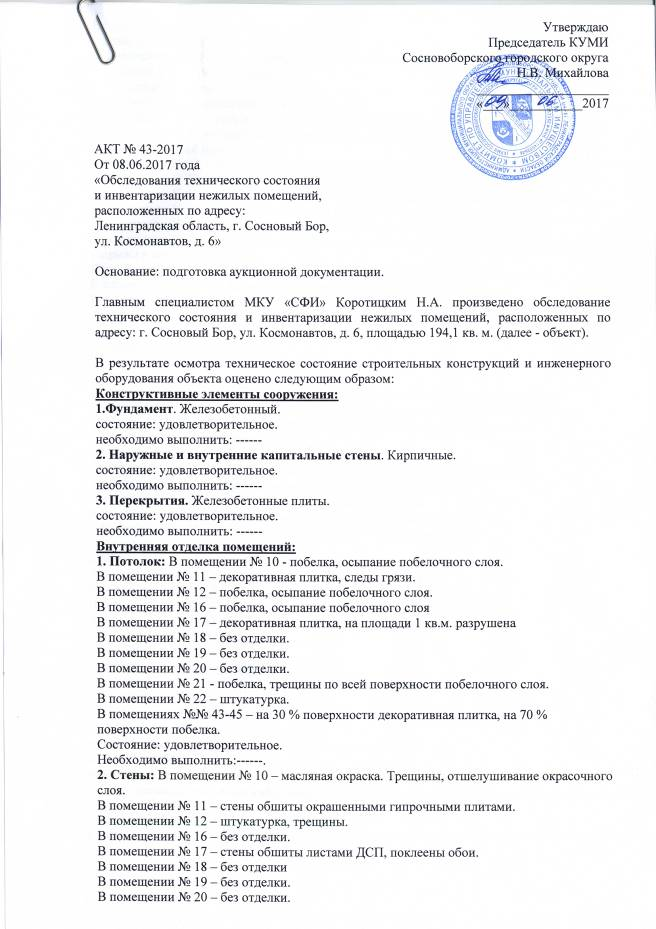 Утверждаю
Председатель КУМИ
Сосновоборского городского округа
Н.В. Михайлова
«09» 06 2017
АКТ № 43-2017
От 08.06.2017 года
«Обследования технического состояния
и инвентаризации нежилых помещений,
расположенных по адресу:
Ленинградская область, г. Сосновый Бор,
ул. Космонавтов, д. 6»
Основание: подготовка аукционной документации.
Главным специалистом МКУ «СФИ» Коротицким Н.А. произведено обследование
технического состояния и инвентаризации нежилых помещений, расположенных по
адресу: г. Сосновый Бор, ул. Космонавтов, д. 6, площадью 194,1 кв. м. (далее - объект).
В результате осмотра техническое состояние строительных конструкций и инженерного
оборудования объекта оценено следующим образом:
Конструктивные элементы сооружения:
1.Фундамент. Железобетонный.
состояние: удовлетворительное.
необходимо выполнить: ------
2. Наружные и внутренние капитальные стены. Кирпичные.
состояние: удовлетворительное.
необходимо выполнить: ------
3. Перекрытия. Железобетонные плиты.
состояние: удовлетворительное.
необходимо выполнить: ------
Внутренняя отделка помещений:
1. Потолок: В помещении № 10 - побелка, осыпание побелочного слоя.
В помещении № 11 – декоративная плитка, следы грязи.
В помещении № 12 – побелка, осыпание побелочного слоя.
В помещении № 16 – побелка, осыпание побелочного слоя
В помещении № 17 – декоративная плитка, на площади 1 кв.м. разрушена
В помещении № 18 – без отделки.
В помещении № 19 – без отделки.
В помещении № 20 – без отделки.
В помещении № 21 - побелка, трещины по всей поверхности побелочного слоя.
В помещении № 22 – штукатурка.
В помещениях №№ 43-45 – на 30 % поверхности декоративная плитка, на 70 %
поверхности побелка.
Состояние: удовлетворительное.
Необходимо выполнить:------.
2. Стены: В помещении № 10 – масляная окраска. Трещины, отшелушивание окрасочного
слоя.
В помещении № 11 – стены обшиты окрашенными гипрочными плитами.
В помещении № 12 – штукатурка, трещины.
В помещении № 16 – без отделки.
В помещении № 17 – стены обшиты листами ДСП, поклеены обои.
В помещении № 18 – без отделки
В помещении № 19 – без отделки.
В помещении № 20 – без отделки.